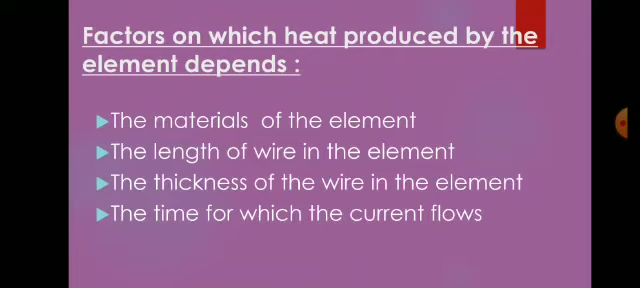 Factors on which heat produced by the
element depends :
The materials of the element
The length of wire in the element
The thickness of the wire in the element
The time for which the current flows